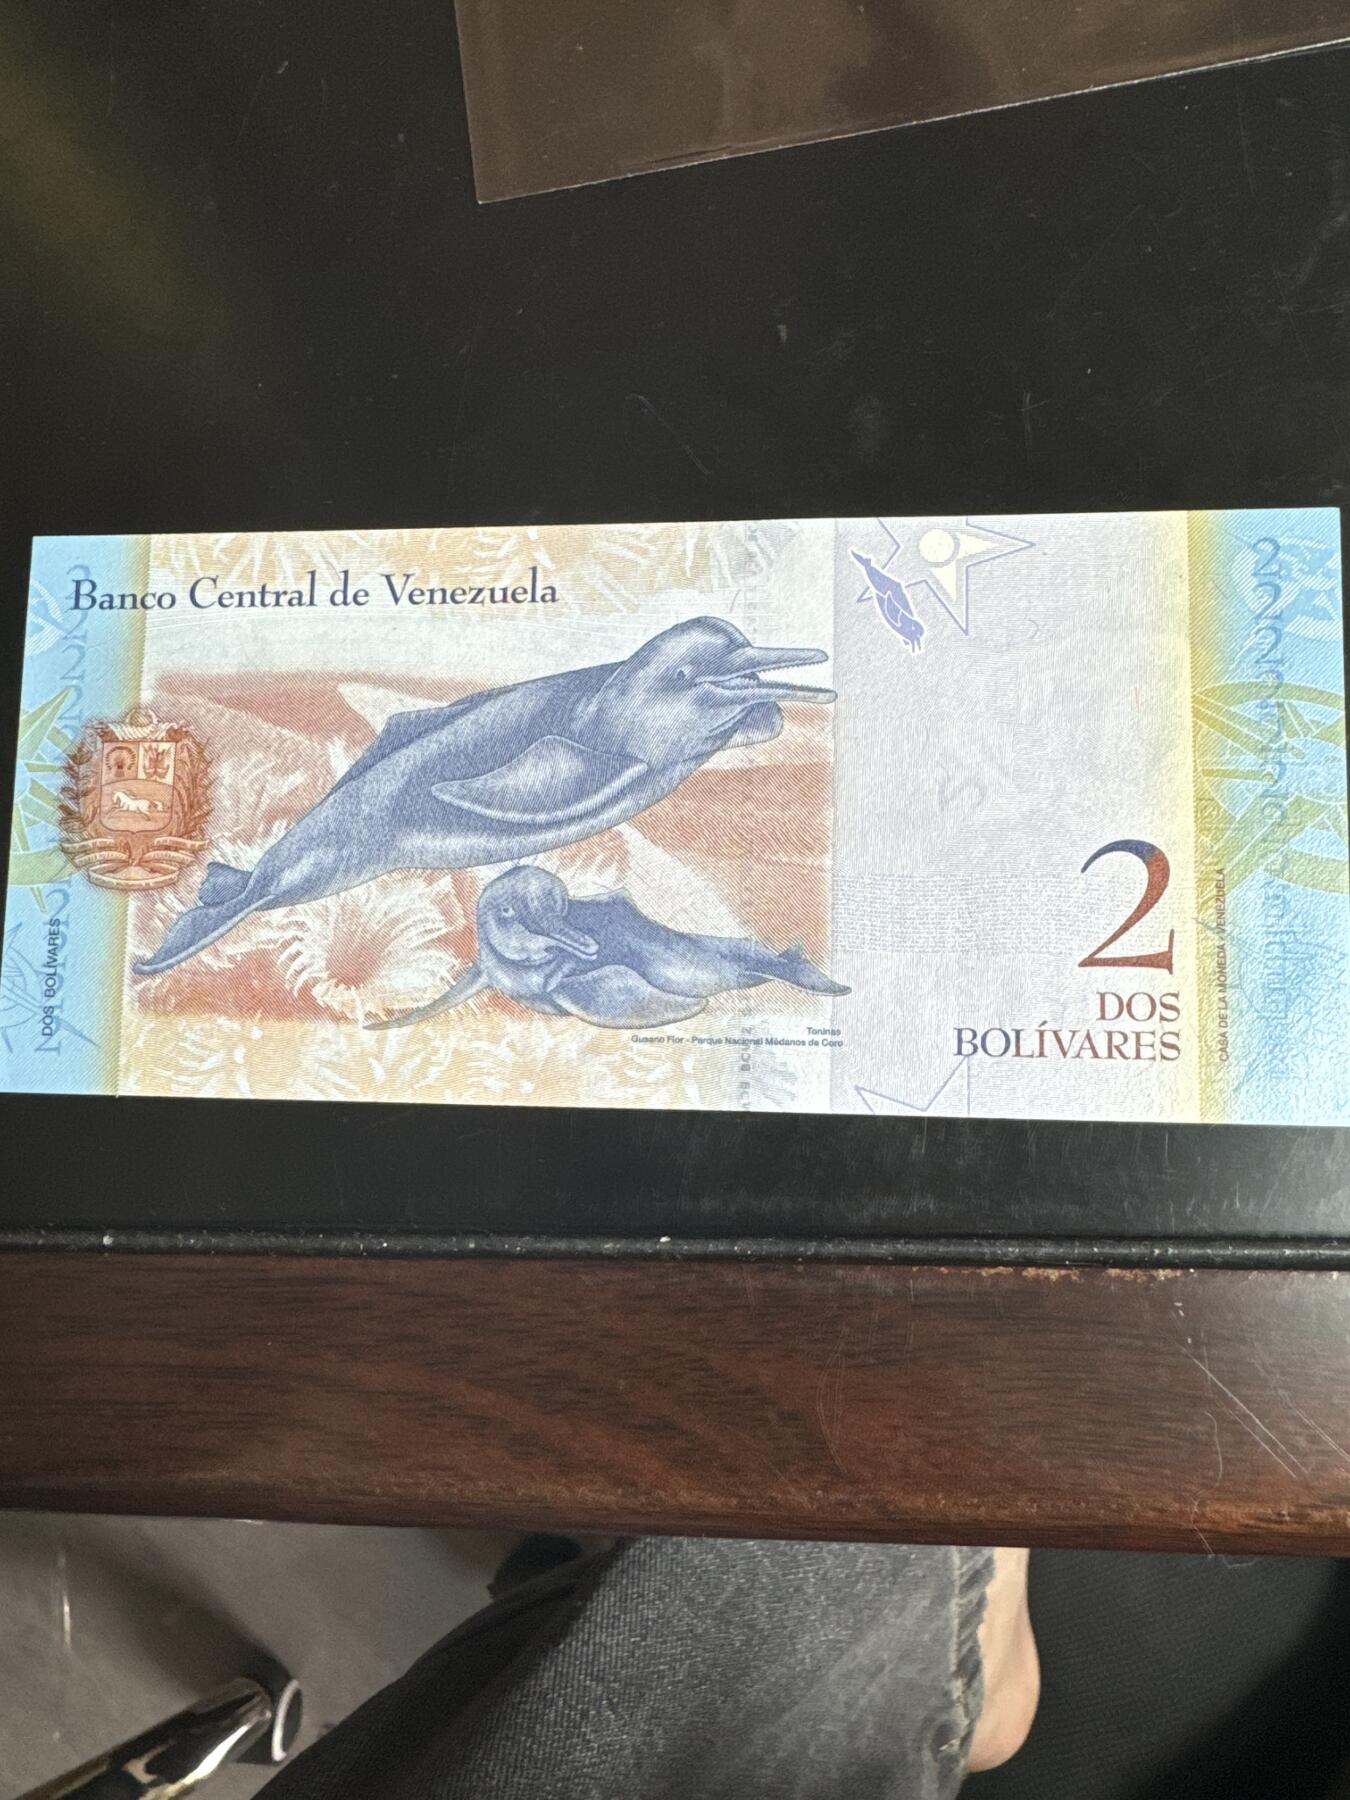 Banco Central de Venezuela
DOS BOLÍVARES
Toninas
Gusano Flor - Parque Nacional Médanos de Coro
2
DOS
BOLÍVARES
CASA DE LA MONEDA - VENEZUELA